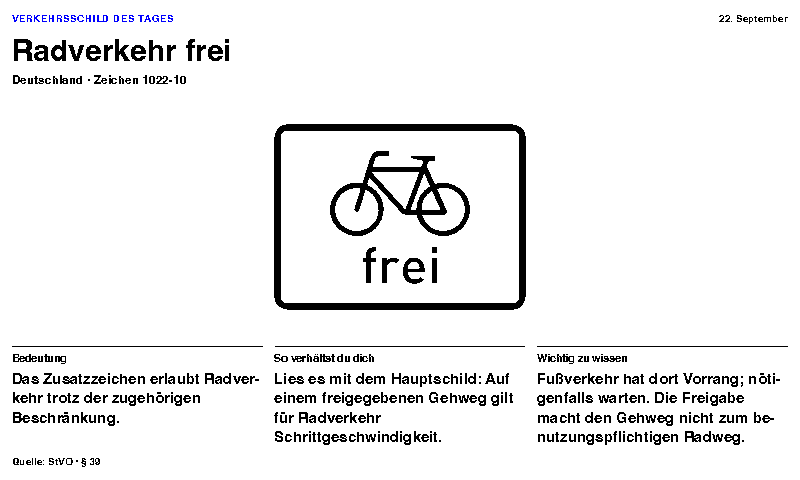 VERKEHRSSCHILD DES TAGES
22. September
Radverkehr frei
Deutschland · Zeichen 1022-10
frei
Bedeutung
Das Zusatzzeichen erlaubt Radver-
kehr trotz der zugehörigen
Beschränkung.
So verhältst du dich
Lies es mit dem Hauptschild: Auf
einem freigegebenen Gehweg gilt
für Radverkehr
Schrittgeschwindigkeit.
Wichtig zu wissen
Fußverkehr hat dort Vorrang; nöti-
genfalls warten. Die Freigabe
macht den Gehweg nicht zum be-
nutzungspflichtigen Radweg.
Quelle: StVO · § 39